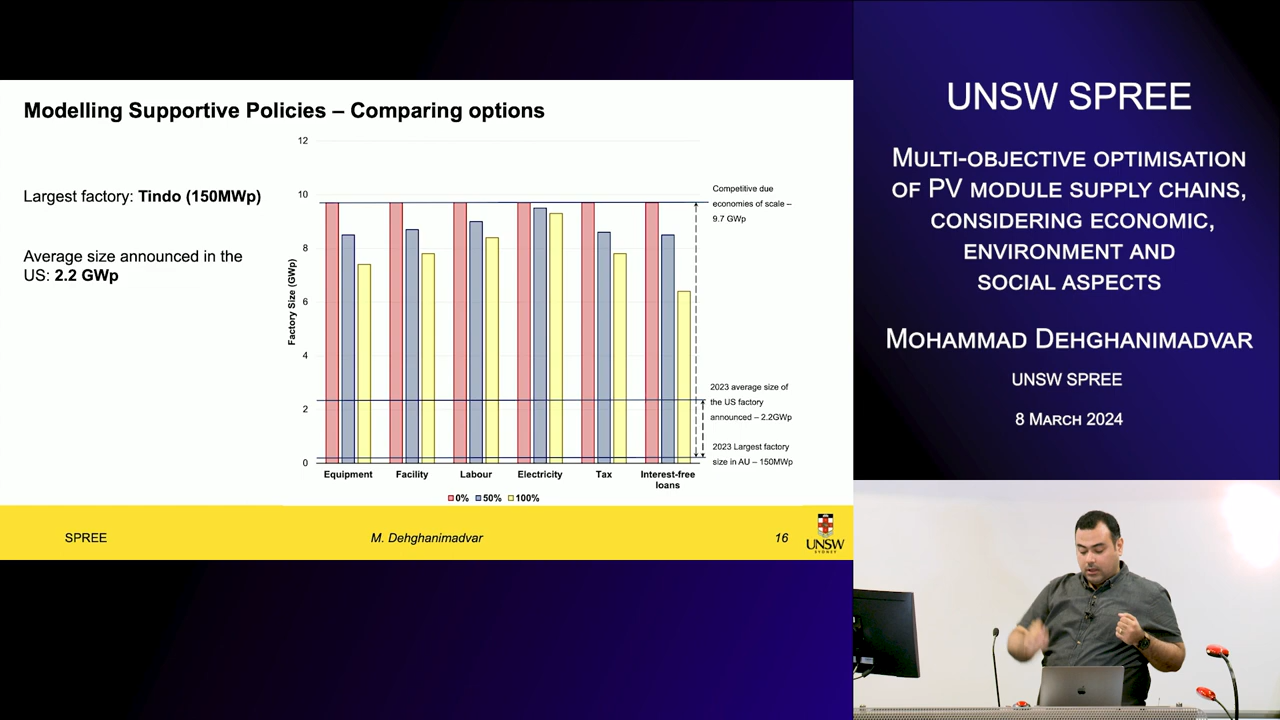 Modelling Supportive Policies – Comparing options
Largest factory: Tindo (150MWp)
Average size announced in the
US: 2.2 GWp
Factory Size (GWp)
12
10
8
6
4
2
0
Equipment
Facility
Labour
Electricity
Tax
Interest-free
loans
0%
50%
100%
Competitive due
economies of scale –
9.7 GWp
2023 average size of
the US factory
announced – 2.2GWp
2023 Largest factory
size in AU – 150MWp
SPREE
M. Dehghanimadvar
16
UNSW
SYDNEY
UNSW SPREE
Multi-objective optimisation
of PV module supply chains,
considering economic,
environment and
social aspects
Mohammad Dehghanimadvar
UNSW SPREE
8 March 2024